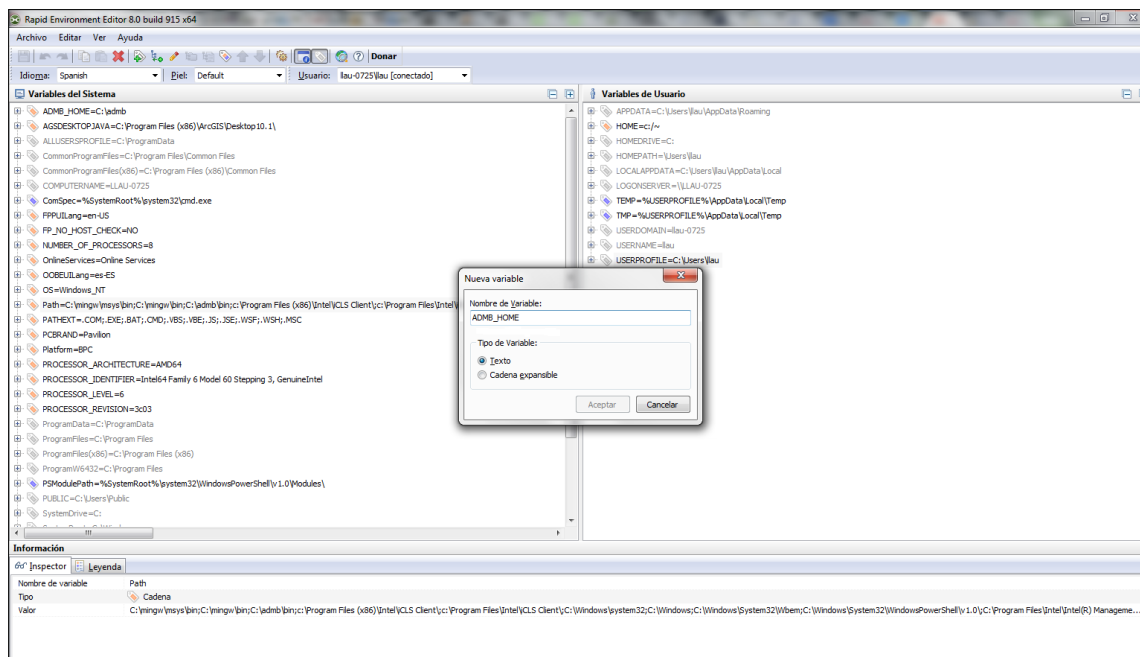 Rapid Environment Editor 8.0 build 915 x64
Archivo Editar Ver Ayuda
Donar
Idioma: Spanish Piel: Default Usuario: llau-0725\llau [conectado]
Variables del Sistema
ADMB_HOME=C:\admb
AGSDESKTOPJAVA=C:\Program Files (x86)\ArcGIS\Desktop10.1\
ALLUSERSPROFILE=C:\ProgramData
CommonProgramFiles=C:\Program Files\Common Files
CommonProgramFiles(x86)=C:\Program Files (x86)\Common Files
COMPUTERNAME=LLAU-0725
ComSpec=%SystemRoot%\system32\cmd.exe
FPPUILang=en-US
FP_NO_HOST_CHECK=NO
NUMBER_OF_PROCESSORS=8
OnlineServices=Online Services
OOBEUILang=es-ES
OS=Windows_NT
Path=C:\mingw\msys\bin;C:\mingw\bin;C:\admb\bin;c:\Program Files (x86)\Intel\iCLS Client\;c:\Program Files\Intel\
PATHEXT=.COM;.EXE;.BAT;.CMD;.VBS;.VBE;.JS;.JSE;.WSF;.WSH;.MSC
PCBRAND=Pavilion
Platform=BPC
PROCESSOR_ARCHITECTURE=AMD64
PROCESSOR_IDENTIFIER=Intel64 Family 6 Model 60 Stepping 3, GenuineIntel
PROCESSOR_LEVEL=6
PROCESSOR_REVISION=3c03
ProgramData=C:\ProgramData
ProgramFiles=C:\Program Files
ProgramFiles(x86)=C:\Program Files (x86)
ProgramW6432=C:\Program Files
PSModulePath=%SystemRoot%\system32\WindowsPowerShell\v1.0\Modules\
PUBLIC=C:\Users\Public
SystemDrive=C:
Variables de Usuario
APPDATA=C:\Users\llau\AppData\Roaming
HOME=c:/~
HOMEDRIVE=C:
HOMEPATH=\Users\llau
LOCALAPPDATA=C:\Users\llau\AppData\Local
LOGONSERVER=\\LLAU-0725
TEMP=%USERPROFILE%\AppData\Local\Temp
TMP=%USERPROFILE%\AppData\Local\Temp
USERDOMAIN=llau-0725
USERNAME=llau
USERPROFILE=C:\Users\llau
Nueva variable
Nombre de Variable:
ADMB_HOME
Tipo de Variable:
Texto
Cadena expansible
Aceptar Cancelar
Información
Inspector Leyenda
Nombre de variable Path
Tipo Cadena
Valor C:\mingw\msys\bin;C:\mingw\bin;C:\admb\bin;c:\Program Files (x86)\Intel\iCLS Client\;c:\Program Files\Intel\iCLS Client\;C:\Windows\system32;C:\Windows;C:\Windows\System32\Wbem;C:\Windows\System32\WindowsPowerShell\v1.0\;C:\Program Files\Intel\Intel(R) Manageme...